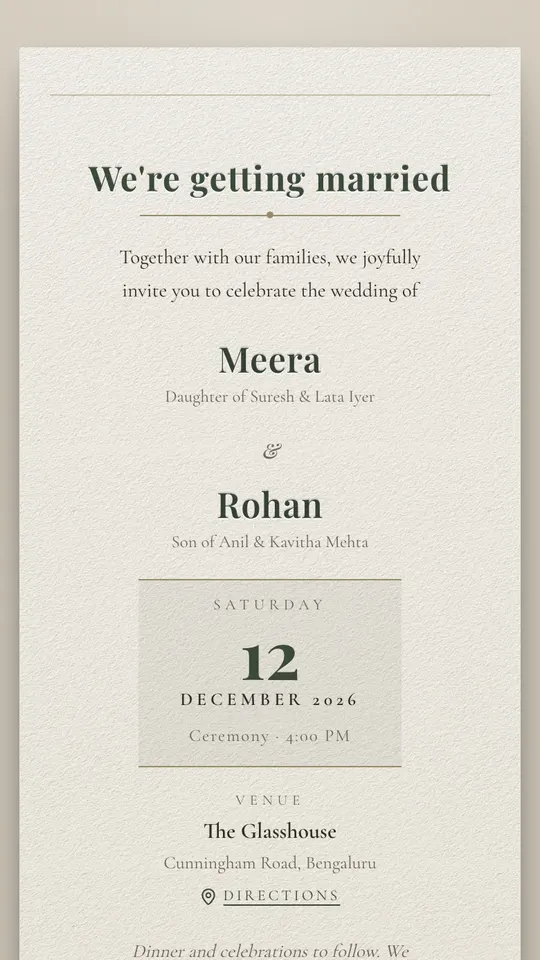 We're getting married
Together with our families, we joyfully
invite you to celebrate the wedding of
Meera
Daughter of Suresh & Lata Iyer
&
Rohan
Son of Anil & Kavitha Mehta
SATURDAY
12
DECEMBER 2026
Ceremony · 4:00 PM
VENUE
The Glasshouse
Cunningham Road, Bengaluru
DIRECTIONS
Dinner and celebrations to follow. We